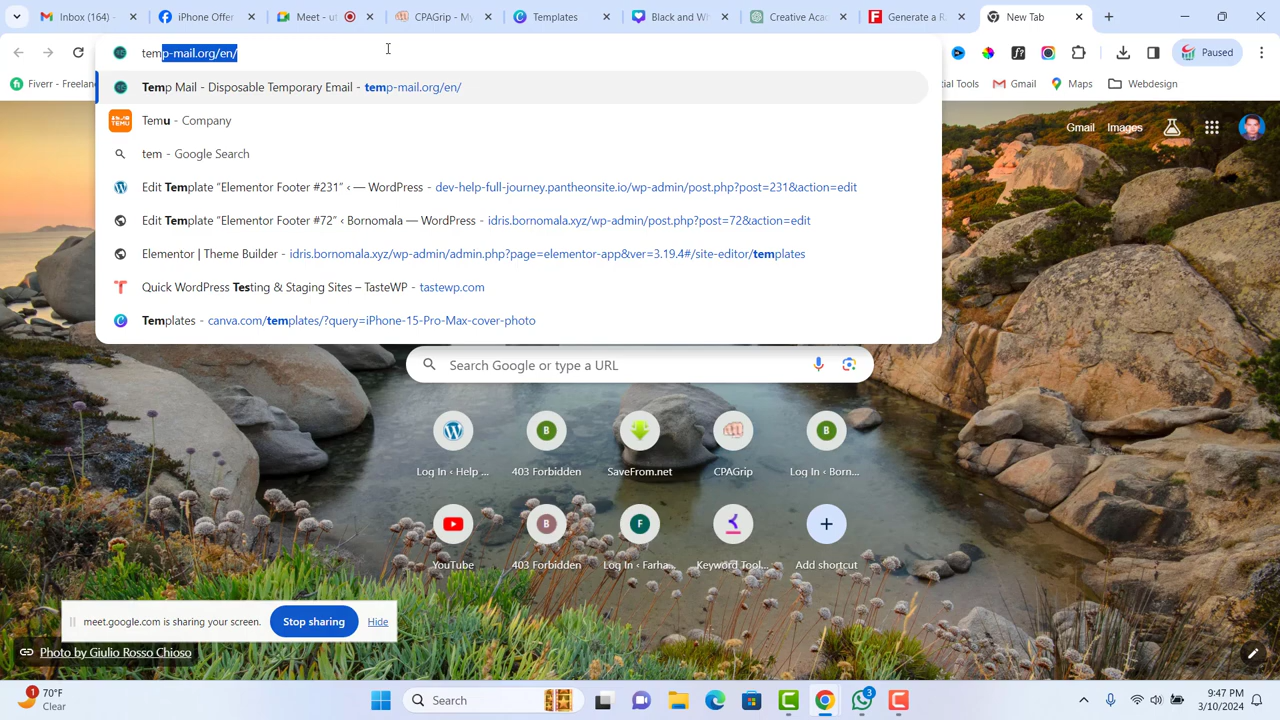 Inbox (164)
iPhone Offer
Meet - ut
CPAGrip - My
Templates
Black and Wh
Creative Aca
Generate a R
New Tab
temp-mail.org/en/
Paused
Fiverr - Freelan
tial Tools
Gmail
Maps
Webdesign
Temp Mail - Disposable Temporary Email - temp-mail.org/en/
TEMU
Temu - Company
tem - Google Search
Edit Template “Elementor Footer #231” ‹ — WordPress - dev-help-full-journey.pantheonsite.io/wp-admin/post.php?post=231&action=edit
Edit Template “Elementor Footer #72” ‹ Bornomala — WordPress - idris.bornomala.xyz/wp-admin/post.php?post=72&action=edit
Elementor | Theme Builder - idris.bornomala.xyz/wp-admin/admin.php?page=elementor-app&ver=3.19.4#/site-editor/templates
Quick WordPress Testing & Staging Sites – TasteWP - tastewp.com
Templates - canva.com/templates/?query=iPhone-15-Pro-Max-cover-photo
Gmail Images
Search Google or type a URL
B
B
Log In ‹ Help ...
403 Forbidden
SaveFrom.net
CPAGrip
Log In ‹ Born...
B
F
YouTube
403 Forbidden
Log In ‹ Farha...
Keyword Tool...
Add shortcut
meet.google.com is sharing your screen.
Stop sharing
Hide
Photo by Giulio Rosso Chioso
1
70°F
Clear
Search
3
9:47 PM
3/10/2024